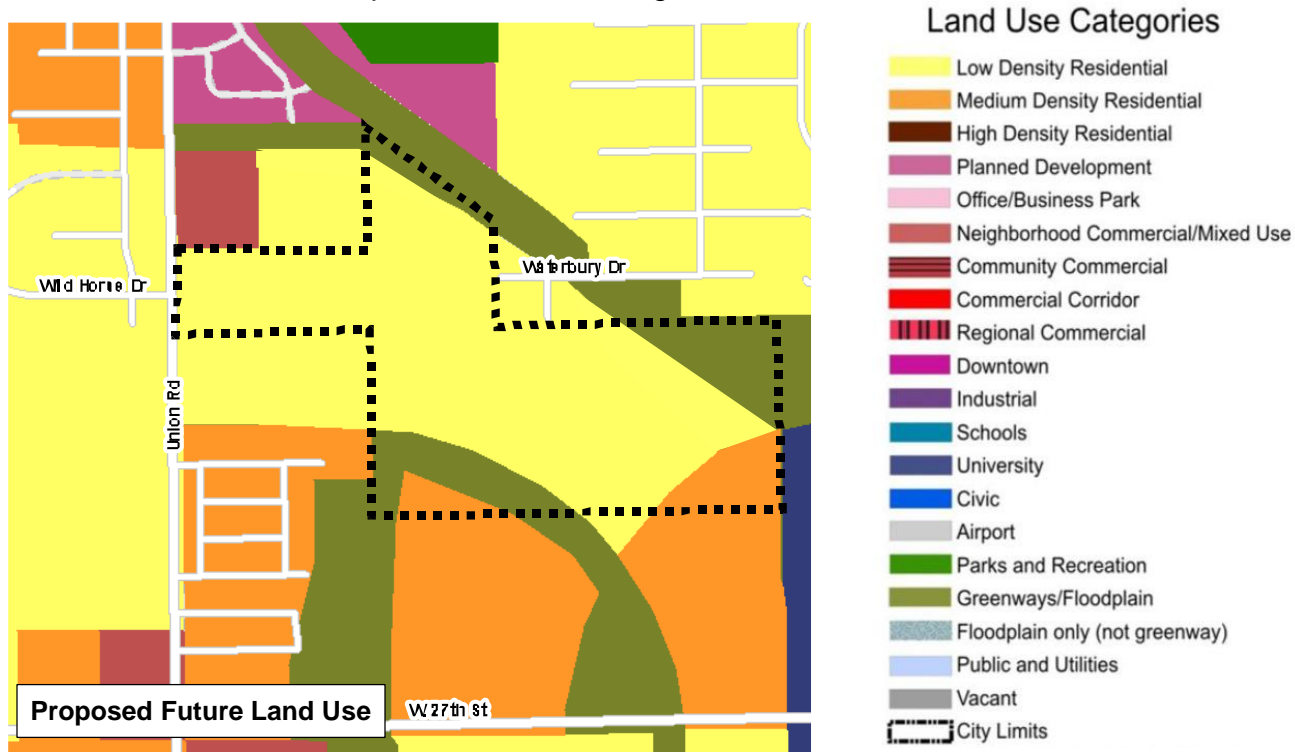 Land Use Categories
Low Density Residential
Medium Density Residential
High Density Residential
Planned Development
Office/Business Park
Neighborhood Commercial/Mixed Use
Community Commercial
Commercial Corridor
Regional Commercial
Downtown
Industrial
Schools
University
Civic
Airport
Parks and Recreation
Greenways/Floodplain
Floodplain only (not greenway)
Public and Utilities
Vacant
City Limits
Waterbury Dr
Wild Horse Dr
Union Rd
Proposed Future Land Use
W 27th St